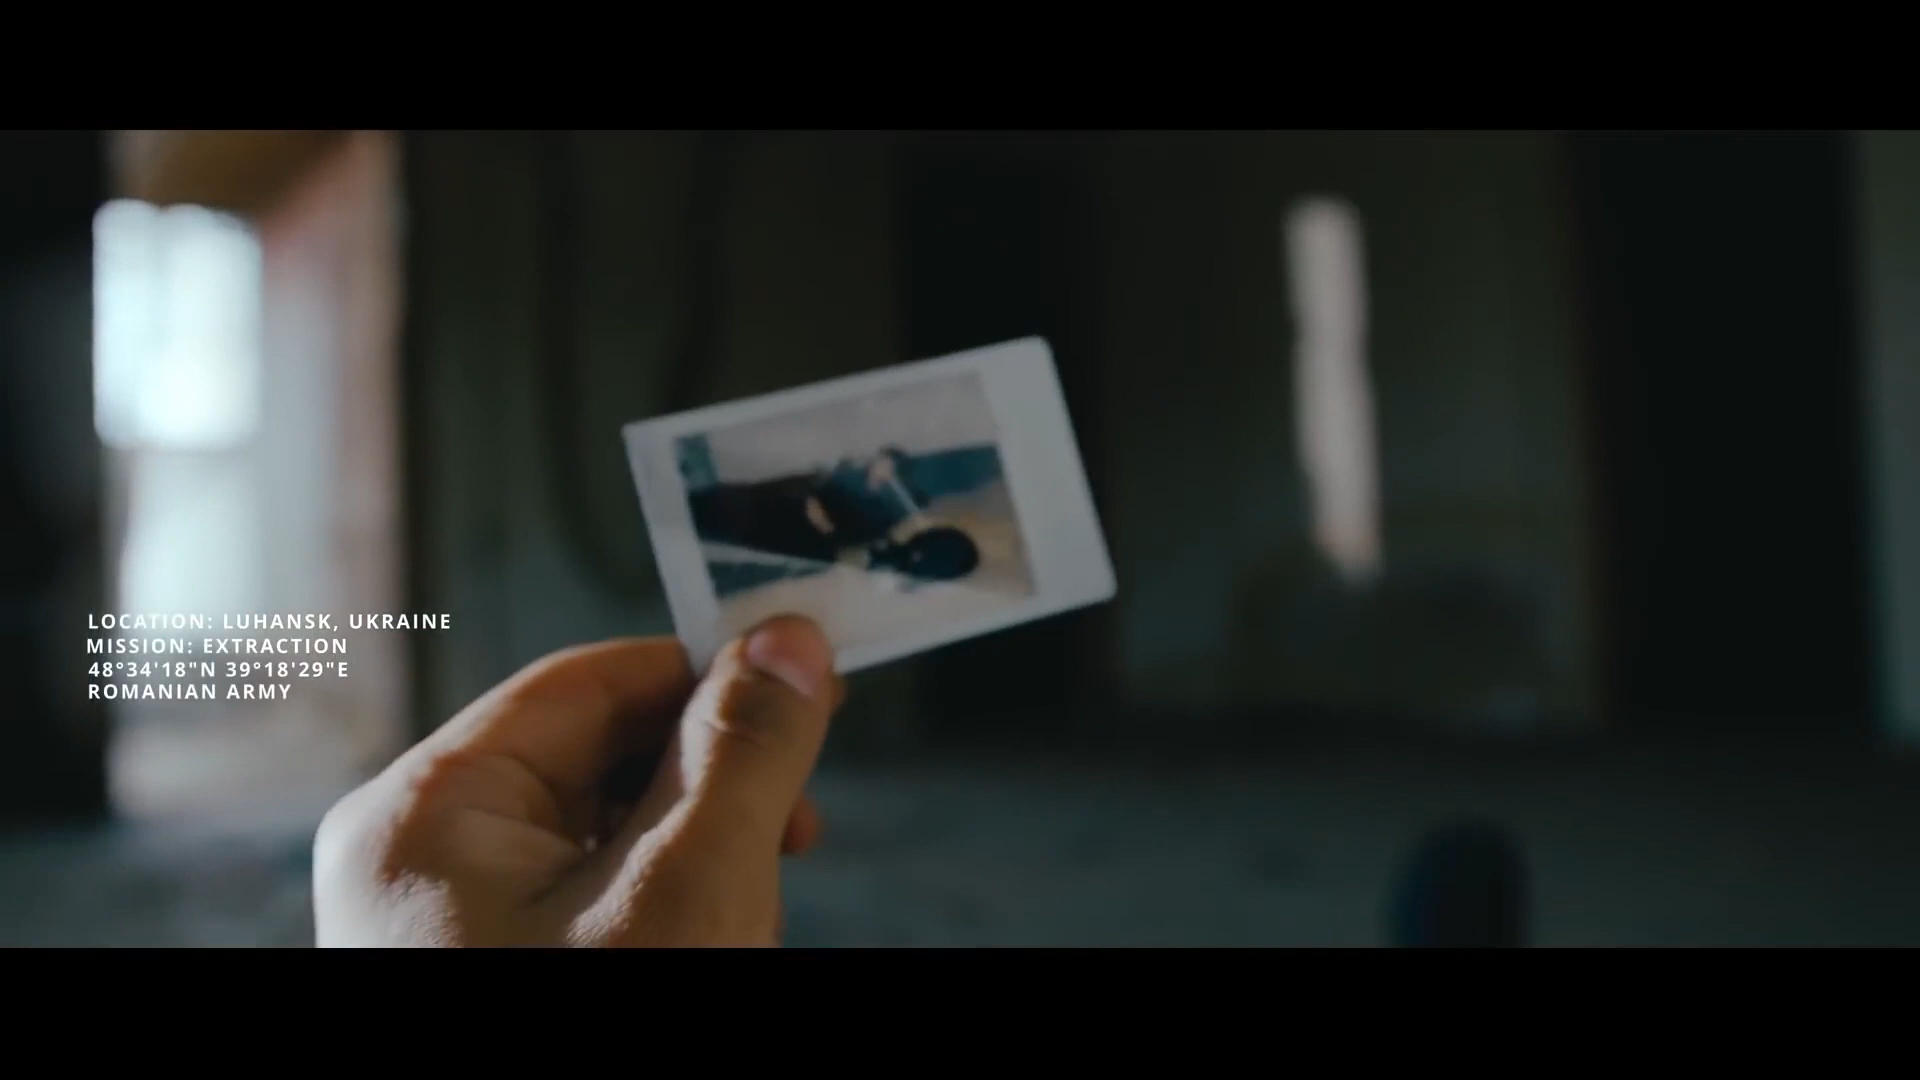 LOCATION: LUHANSK, UKRAINE
MISSION: EXTRACTION
48°34'18"N 39°18'29"E
ROMANIAN ARMY